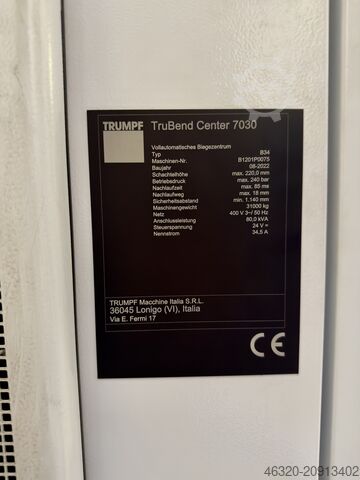 TRUMPF TruBend Center 7030
Vollautomatisches Biegezentrum
Typ B34
Maschinen-Nr. B1201P0075
Baujahr 08-2022
Schachtelhöhe max. 220,0 mm
Betriebsdruck max. 240 bar
Nachlaufzeit max. 85 ms
Nachlaufweg max. 18 mm
Sicherheitsabstand min. 1.140 mm
Maschinengewicht 31000 kg
Netz 400 V 3~/ 50 Hz
Anschlussleistung 80,0 kVA
Steuerspannung 24 V=
Nennstrom 34,5 A
TRUMPF Macchine Italia S.R.L.
36045 Lonigo (VI), Italia
Via E. Fermi 17
CE
46320-20913402